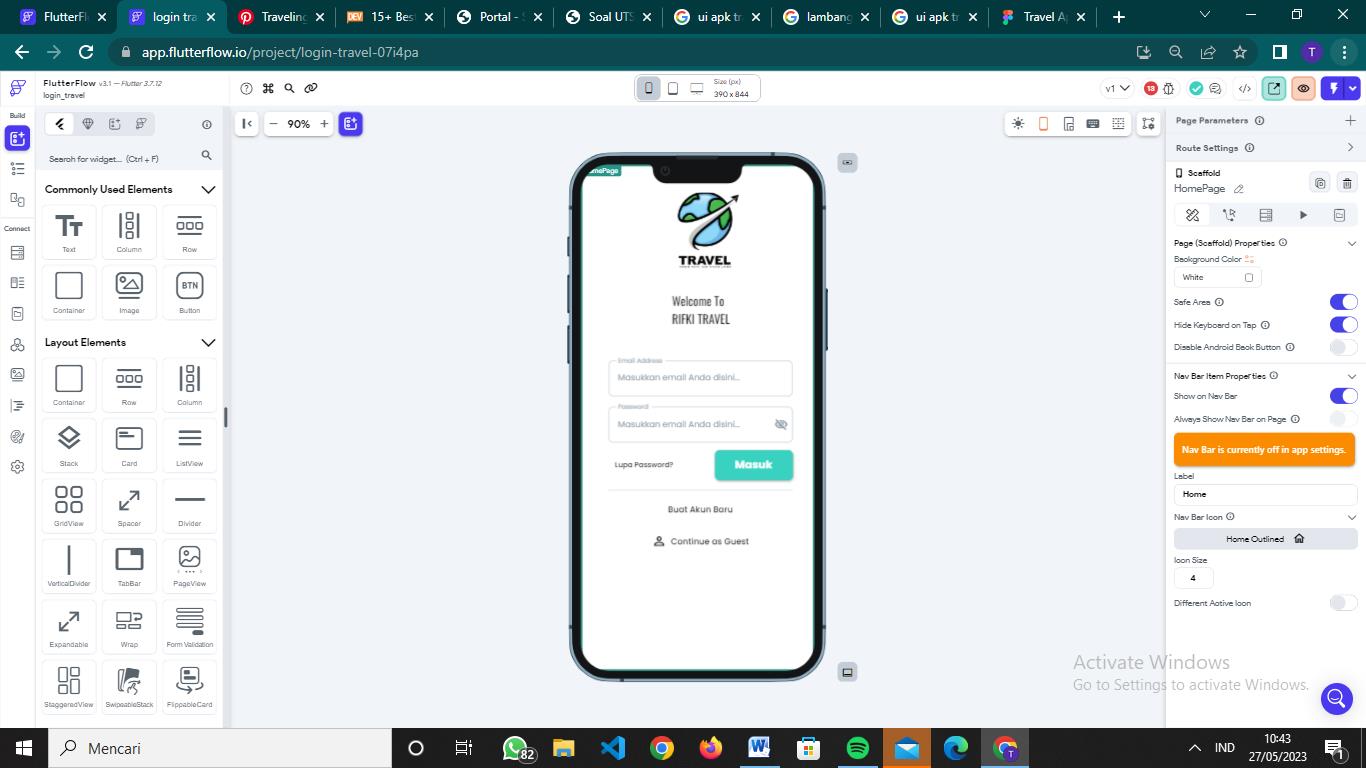 FlutterF
login tra
Traveling
15+ Bes
Portal - S
Soal UTS
ui apk tr
lambang
ui apk tr
Travel A
app.flutterflow.io/project/login-travel-07i4pa
T
FlutterFlow v3.1 — Flutter 3.7.12
login_travel
Size (px)
390 x 844
v1
13
Build
Connect
90%
Search for widget... (Ctrl + F)
Commonly Used Elements
Text
Column
Row
Container
Image
BTN
Button
Layout Elements
Container
Row
Column
Stack
Card
ListView
GridView
Spacer
Divider
VerticalDivider
TabBar
PageView
Expandable
Wrap
Form Validation
StaggeredView
SwipeableStack
FlippableCard
mePage
TRAVEL
Welcome To
RIFKI TRAVEL
Email Address
Masukkan email Anda disini...
Password
Masukkan email Anda disini...
Lupa Password?
Masuk
Buat Akun Baru
Continue as Guest
Page Parameters
Route Settings
Scaffold
HomePage
Page (Scaffold) Properties
Background Color
White
Safe Area
Hide Keyboard on Tap
Disable Android Back Button
Nav Bar Item Properties
Show on Nav Bar
Always Show Nav Bar on Page
Nav Bar is currently off in app settings.
Label
Home
Nav Bar Icon
Home Outlined
Icon Size
4
Different Active Icon
Activate Windows
Go to Settings to activate Windows.
Mencari
82
IND
10:43
27/05/2023
1